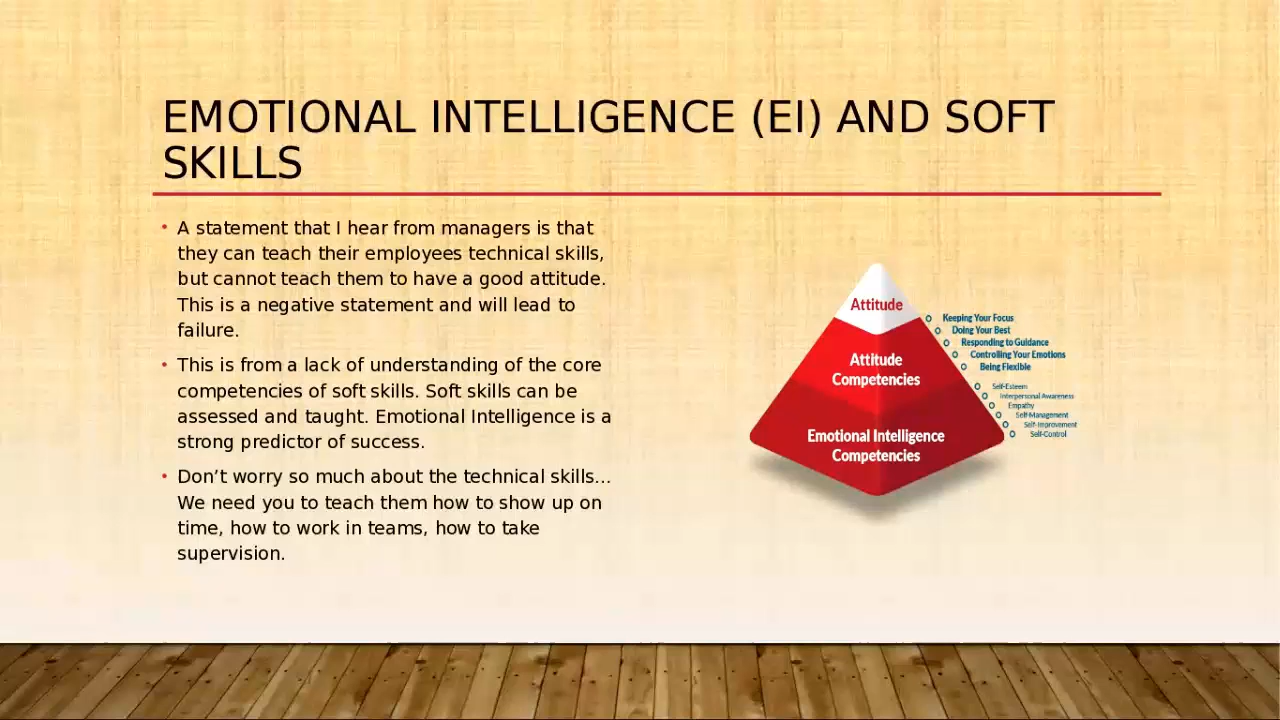 EMOTIONAL INTELLIGENCE (EI) AND SOFT
SKILLS
• A statement that I hear from managers is that
they can teach their employees technical skills,
but cannot teach them to have a good attitude.
This is a negative statement and will lead to
failure.
• This is from a lack of understanding of the core
competencies of soft skills. Soft skills can be
assessed and taught. Emotional Intelligence is a
strong predictor of success.
• Don’t worry so much about the technical skills…
We need you to teach them how to show up on
time, how to work in teams, how to take
supervision.
Attitude
Attitude
Competencies
Emotional Intelligence
Competencies
Keeping Your Focus
Doing Your Best
Responding to Guidance
Controlling Your Emotions
Being Flexible
Self-Esteem
Interpersonal Awareness
Empathy
Self-Management
Self-Improvement
Self-Control